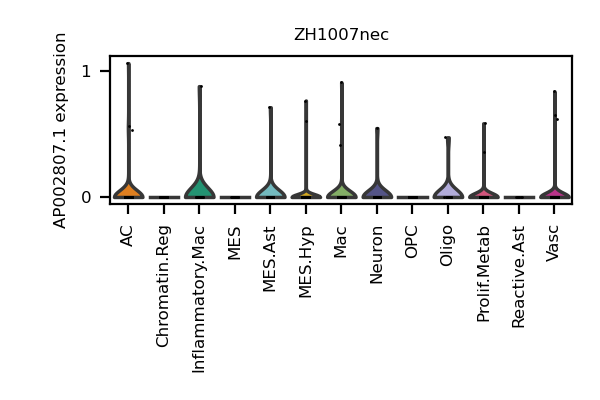 ZH1007nec
AP002807.1 expression
1
0
AC
Chromatin.Reg
Inflammatory.Mac
MES
MES.Ast
MES.Hyp
Mac
Neuron
OPC
Oligo
Prolif.Metab
Reactive.Ast
Vasc